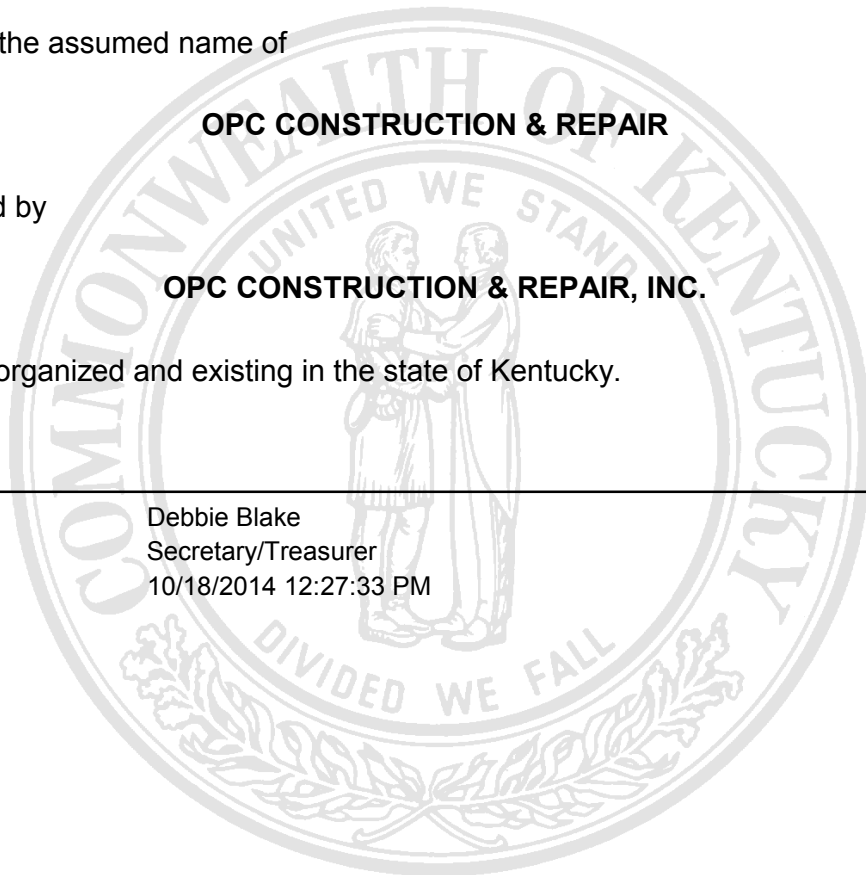 the assumed name of
OPC CONSTRUCTION & REPAIR
d by
OPC CONSTRUCTION & REPAIR, INC.
organized and existing in the state of Kentucky.
Debbie Blake
Secretary/Treasurer
10/18/2014 12:27:33 PM
COMMONWEALTH OF KENTUCKY
UNITED WE STAND
DIVIDED WE FALL